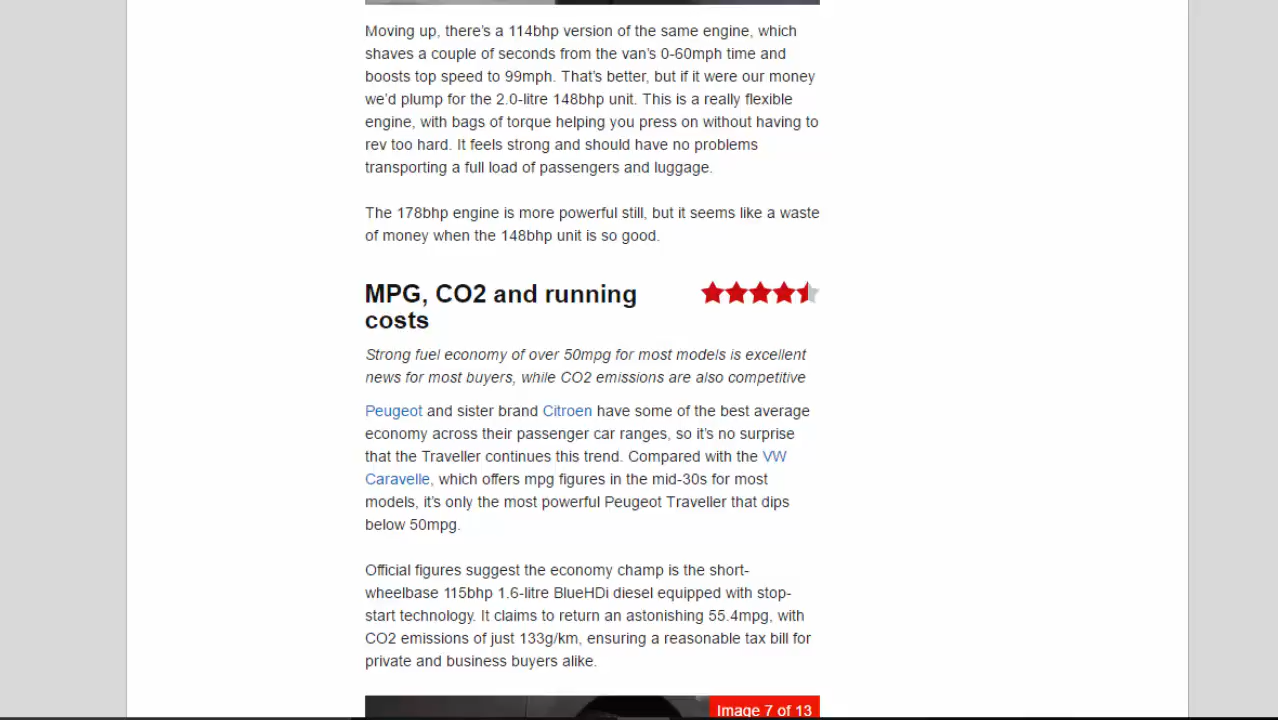 Moving up, there's a 114bhp version of the same engine, which
shaves a couple of seconds from the van's 0-60mph time and
boosts top speed to 99mph. That's better, but if it were our money
we'd plump for the 2.0-litre 148bhp unit. This is a really flexible
engine, with bags of torque helping you press on without having to
rev too hard. It feels strong and should have no problems
transporting a full load of passengers and luggage.
The 178bhp engine is more powerful still, but it seems like a waste
of money when the 148bhp unit is so good.
MPG, CO2 and running
costs
Strong fuel economy of over 50mpg for most models is excellent
news for most buyers, while CO2 emissions are also competitive
Peugeot and sister brand Citroen have some of the best average
economy across their passenger car ranges, so it's no surprise
that the Traveller continues this trend. Compared with the VW
Caravelle, which offers mpg figures in the mid-30s for most
models, it's only the most powerful Peugeot Traveller that dips
below 50mpg.
Official figures suggest the economy champ is the short-
wheelbase 115bhp 1.6-litre BlueHDi diesel equipped with stop-
start technology. It claims to return an astonishing 55.4mpg, with
CO2 emissions of just 133g/km, ensuring a reasonable tax bill for
private and business buyers alike.
Image 7 of 13